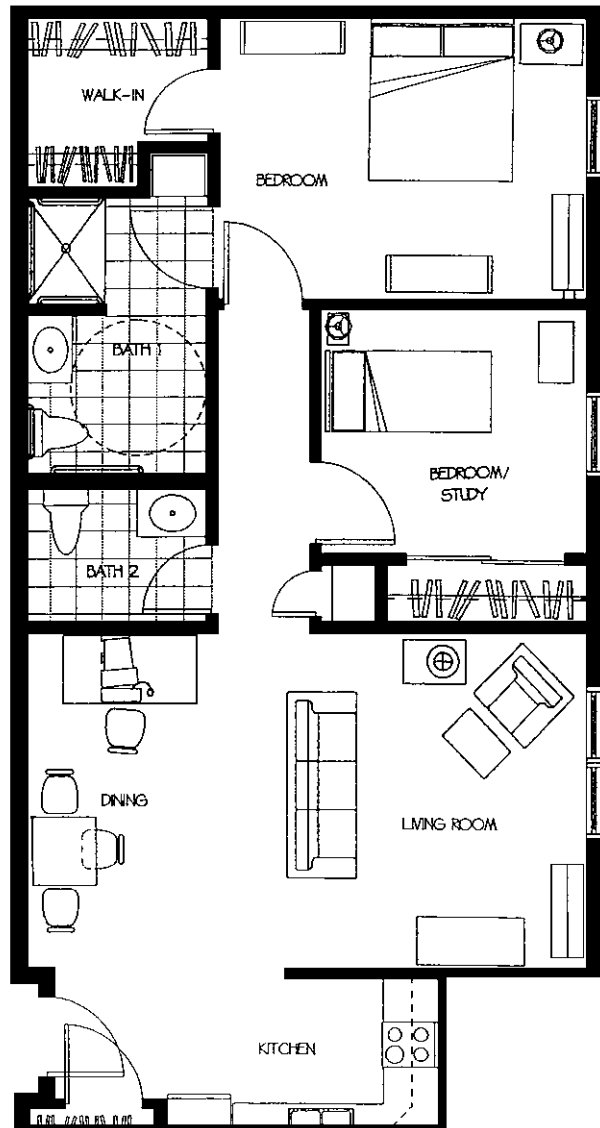 WALK-IN
BEDROOM
BATH 1
BEDROOM/
STUDY
BATH 2
DINING
LIVING ROOM
KITCHEN